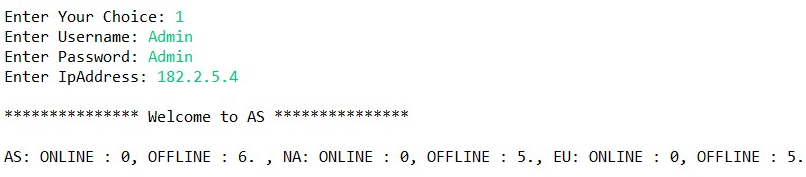 Enter Your Choice: 1
Enter Username: Admin
Enter Password: Admin
Enter IpAddress: 182.2.5.4
*************** Welcome to AS ***************
AS: ONLINE : 0, OFFLINE : 6. , NA: ONLINE : 0, OFFLINE : 5., EU: ONLINE : 0, OFFLINE : 5.